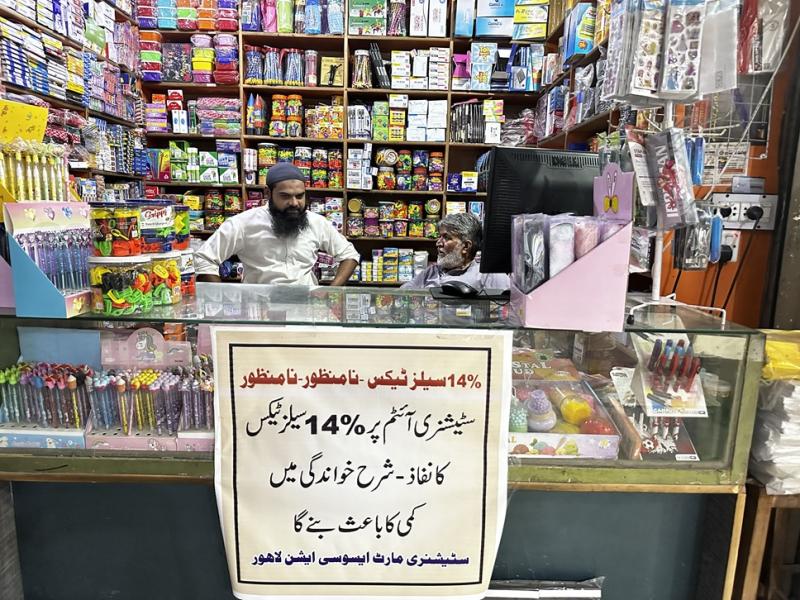 14% سیلز ٹیکس - نامنظور - نامنظور
سٹیشنری آئٹم پر 14% سیلز ٹیکس
کا نفاذ - شرح خواندگی میں
کمی کا باعث بنے گا
سٹیشنری مارٹ ایسوسی ایشن لاھور